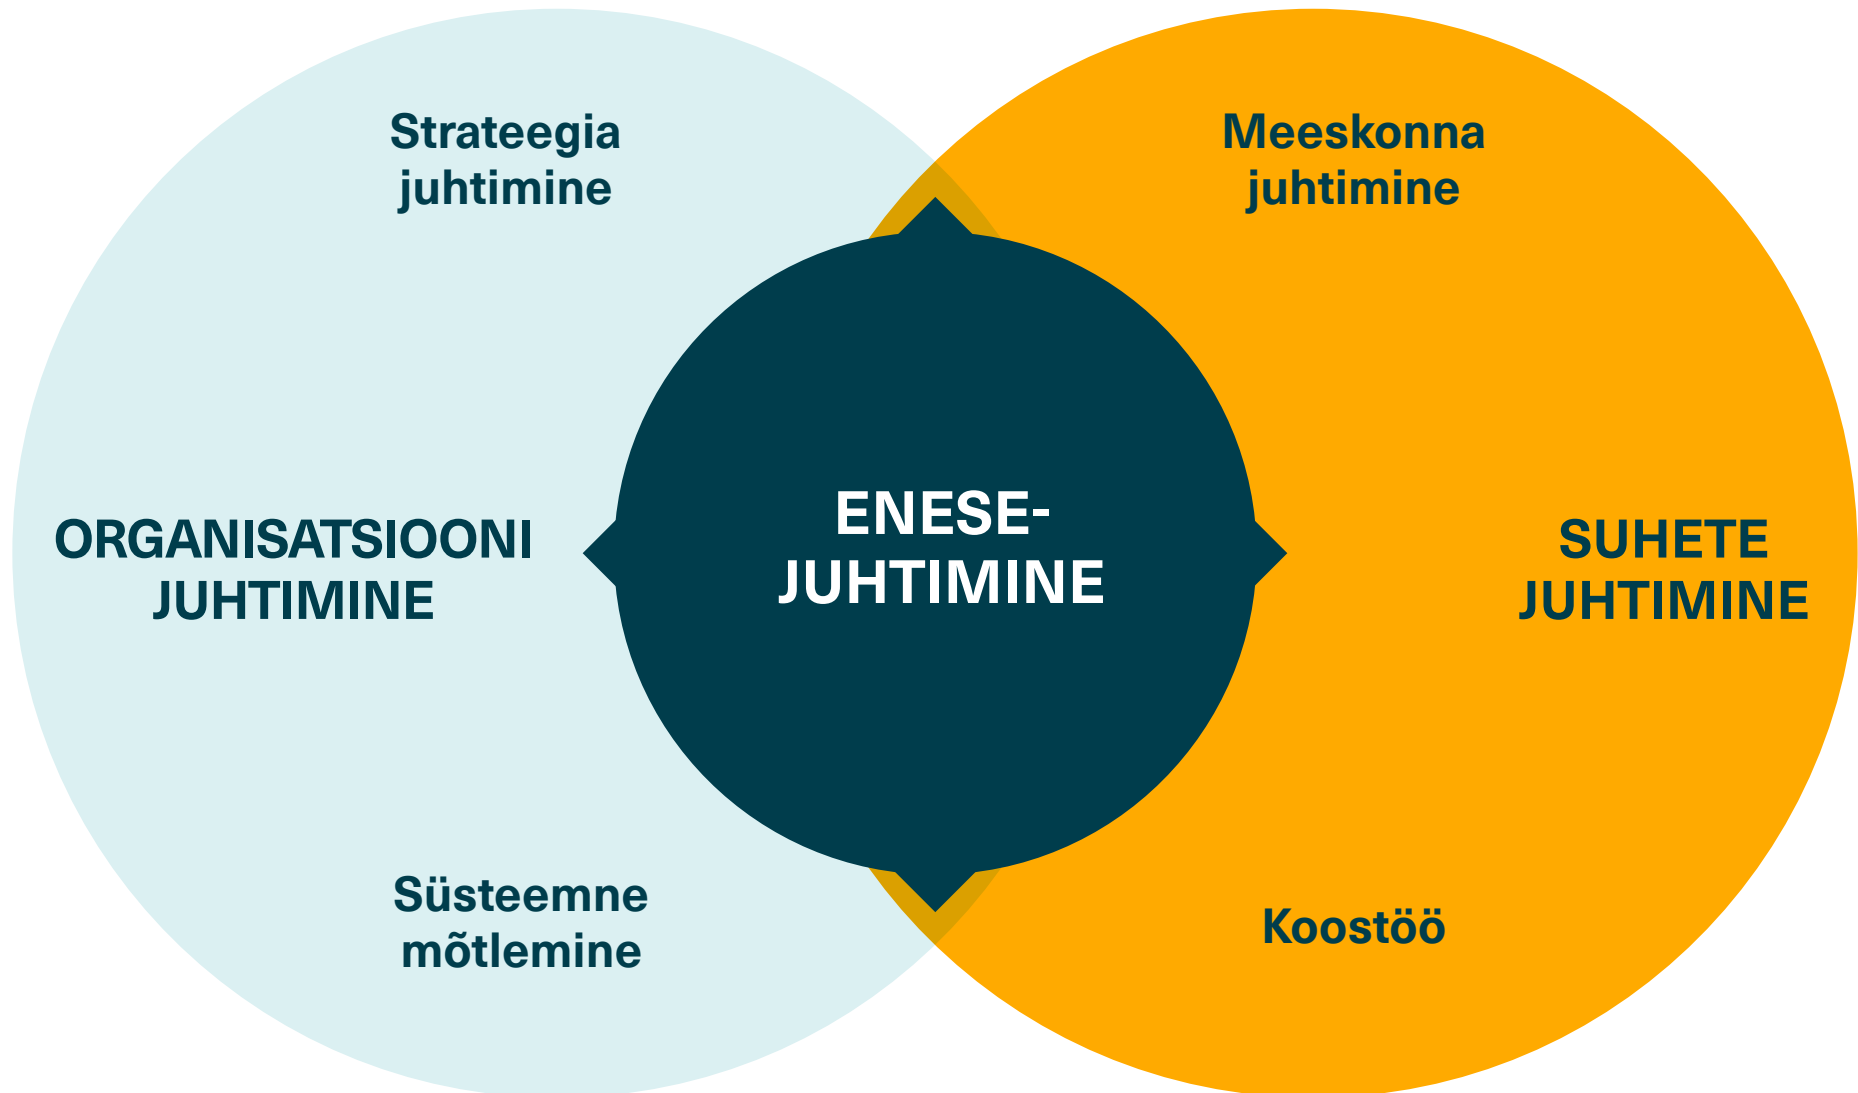 Strateegia
juhtimine
Meeskonna
juhtimine
ORGANISATSIOONI
JUHTIMINE
ENESE-
JUHTIMINE
SUHETE
JUHTIMINE
Süsteemne
mõtlemine
Koostöö